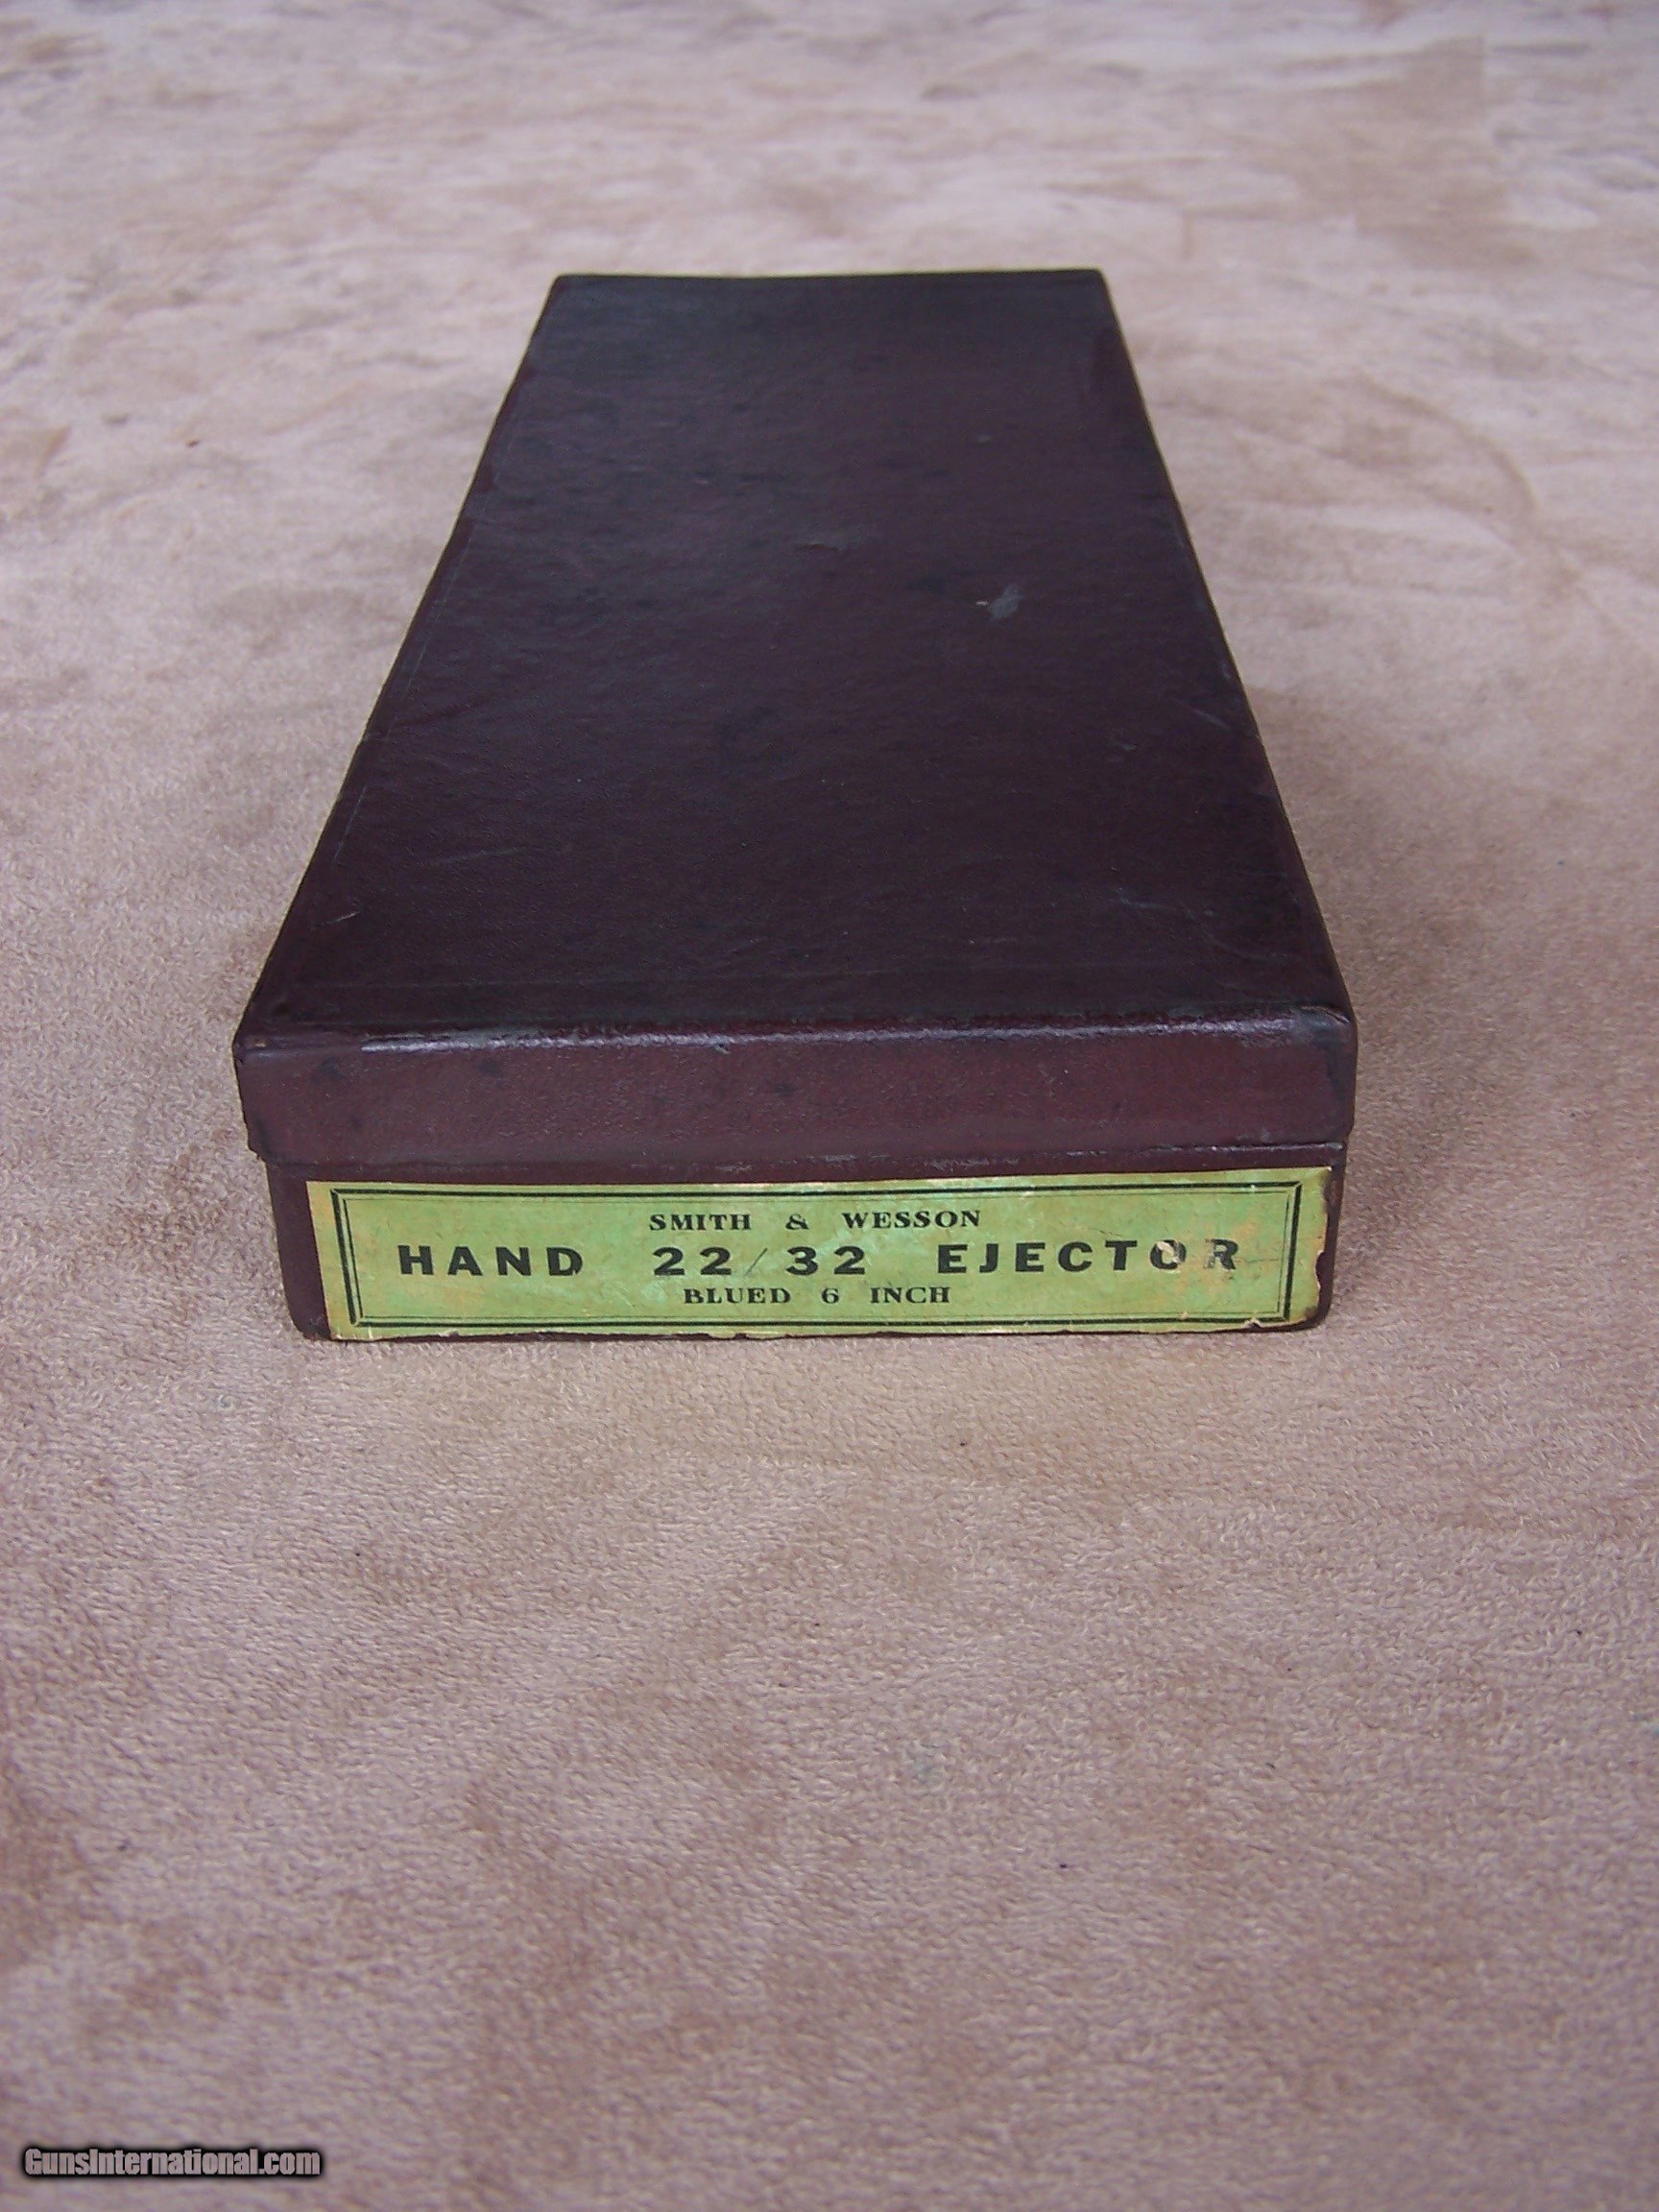 SMITH & WESSON
HAND 22/32 EJECTOR
BLUED 6 INCH
GunsInternational.com